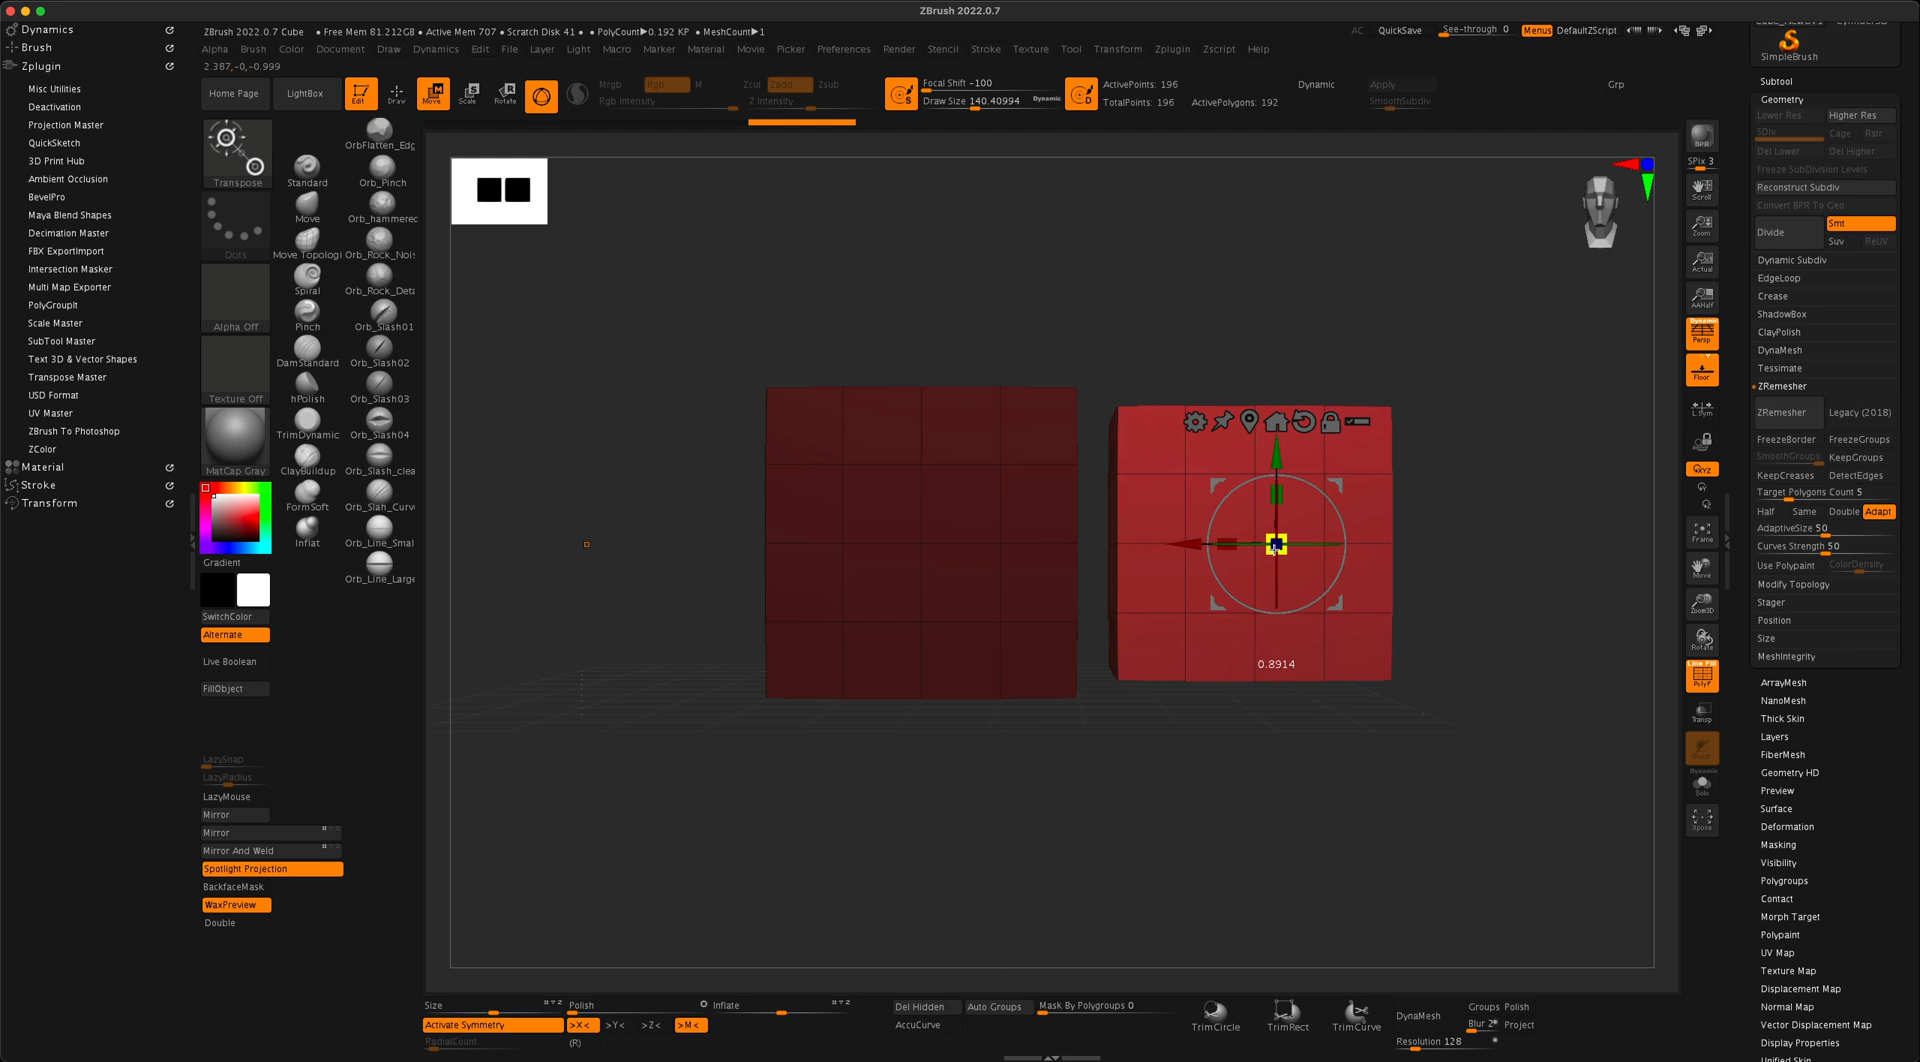 ZBrush 2022.0.7
Dynamics
Brush
Zplugin
Misc Utilities
Deactivation
Projection Master
QuickSketch
3D Print Hub
Ambient Occlusion
BevelPro
Maya Blend Shapes
Decimation Master
FBX ExportImport
Intersection Masker
Multi Map Exporter
PolyGroupIt
Scale Master
SubTool Master
Text 3D & Vector Shapes
Transpose Master
USD Format
UV Master
ZBrush To Photoshop
ZColor
Material
Stroke
Transform
ZBrush 2022.0.7 Cube • Free Mem 81.212GB • Active Mem 707 • Scratch Disk 41 • • PolyCount▶0.192 KP • MeshCount▶1
AC QuickSave See-through 0 Menus DefaultZScript
Alpha Brush Color Document Draw Dynamics Edit File Layer Light Macro Marker Material Movie Picker Preferences Render Stencil Stroke Texture Tool Transform Zplugin Zscript Help
2.387,-0,-0.999
Home Page LightBox Edit Draw Move Scale Rotate
Mrgb Rgb M
Rgb Intensity
Zcut Zadd Zsub
Z Intensity
Focal Shift -100
Draw Size 140.40994 Dynamic
ActivePoints: 196
TotalPoints: 196 ActivePolygons: 192
Dynamic Apply
SmoothSubdiv
Grp
Transpose
Dots
Alpha Off
Texture Off
MatCap Gray
Gradient
SwitchColor
Alternate
Live Boolean
FillObject
LazySnap
LazyRadius
LazyMouse
Mirror
Mirror
Mirror And Weld
Spotlight Projection
BackfaceMask
WaxPreview
Double
Standard
Move
Move Topologi
Spiral
Pinch
DamStandard
hPolish
TrimDynamic
ClayBuildup
FormSoft
Inflat
OrbFlatten_Edg
Orb_Pinch
Orb_hammered
Orb_Rock_Nois
Orb_Rock_Deta
Orb_Slash01
Orb_Slash02
Orb_Slash03
Orb_Slash04
Orb_Slash_clea
Orb_Slah_Curv
Orb_Line_Smal
Orb_Line_Large
0.8914
BPR
SPix 3
Scroll
Zoom
Actual
AAHalf
Dynamic
Persp
Floor
L.Sym
XYZ
Frame
Move
Zoom3D
Rotate
Line Fill
PolyF
Transp
Dynamic
Solo
Xpose
SimpleBrush
Subtool
Geometry
Lower Res Higher Res
SDiv Cage Rstr
Del Lower Del Higher
Freeze SubDivision Levels
Reconstruct Subdiv
Convert BPR To Geo
Divide Smt
Suv ReUV
Dynamic Subdiv
EdgeLoop
Crease
ShadowBox
ClayPolish
DynaMesh
Tessimate
ZRemesher
ZRemesher Legacy (2018)
FreezeBorder FreezeGroups
SmoothGroups KeepGroups
KeepCreases DetectEdges
Target Polygons Count 5
Half Same Double Adapt
AdaptiveSize 50
Curves Strength 50
Use Polypaint ColorDensity
Modify Topology
Stager
Position
Size
MeshIntegrity
ArrayMesh
NanoMesh
Thick Skin
Layers
FiberMesh
Geometry HD
Preview
Surface
Deformation
Masking
Visibility
Polygroups
Contact
Morph Target
Polypaint
UV Map
Texture Map
Displacement Map
Normal Map
Vector Displacement Map
Display Properties
Unified Skin
Size Polish Inflate
Activate Symmetry >X< >Y< >Z< >M<
RadialCount (R)
Del Hidden Auto Groups Mask By Polygroups 0
AccuCurve
TrimCircle TrimRect TrimCurve
DynaMesh Groups Polish
Blur 2 Project
Resolution 128